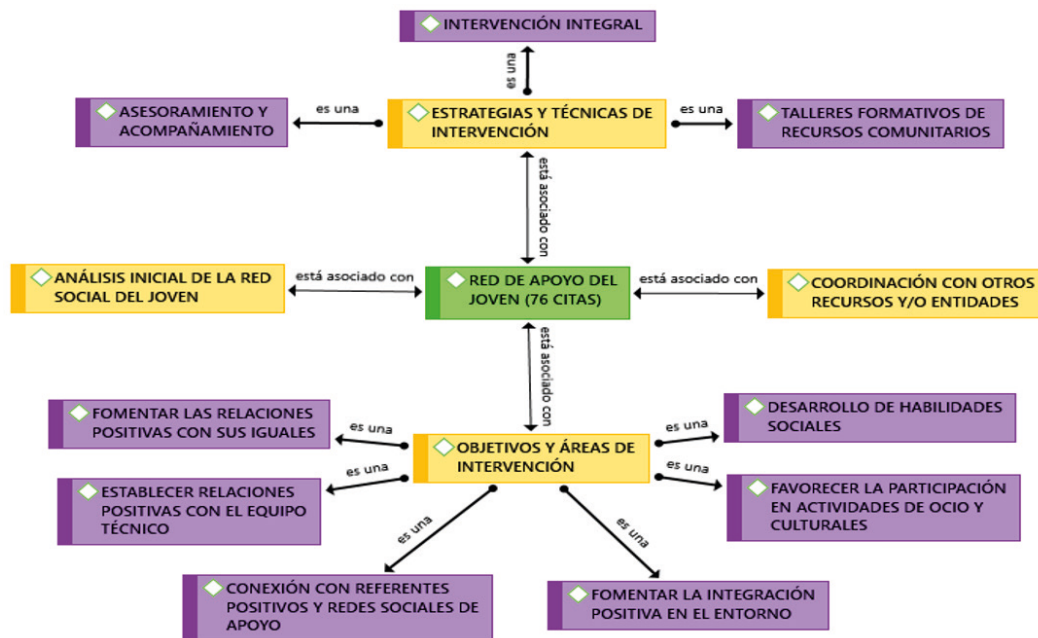 INTERVENCIÓN INTEGRAL
es una
ASESORAMIENTO Y
ACOMPAÑAMIENTO
es una
ESTRATEGIAS Y TÉCNICAS DE
INTERVENCIÓN
es una
TALLERES FORMATIVOS DE
RECURSOS COMUNITARIOS
está asociado con
ANÁLISIS INICIAL DE LA RED
SOCIAL DEL JOVEN
está asociado con
RED DE APOYO DEL
JOVEN (76 CITAS)
está asociado con
COORDINACIÓN CON OTROS
RECURSOS Y/O ENTIDADES
está asociado con
FOMENTAR LAS RELACIONES
POSITIVAS CON SUS IGUALES
es una
OBJETIVOS Y ÁREAS DE
INTERVENCIÓN
es una
DESARROLLO DE HABILIDADES
SOCIALES
ESTABLECER RELACIONES
POSITIVAS CON EL EQUIPO
TÉCNICO
es una
es una
FAVORECER LA PARTICIPACIÓN
EN ACTIVIDADES DE OCIO Y
CULTURALES
es una
es una
CONEXIÓN CON REFERENTES
POSITIVOS Y REDES SOCIALES DE
APOYO
FOMENTAR LA INTEGRACIÓN
POSITIVA EN EL ENTORNO